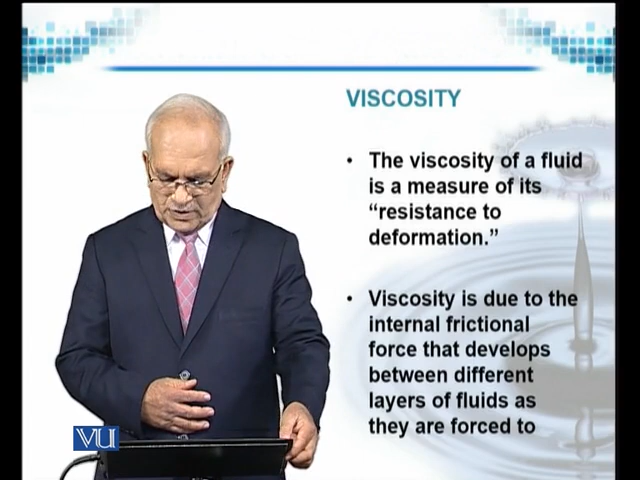 VISCOSITY
• The viscosity of a fluid
is a measure of its
“resistance to
deformation.”
• Viscosity is due to the
internal frictional
force that develops
between different
layers of fluids as
they are forced to
VU